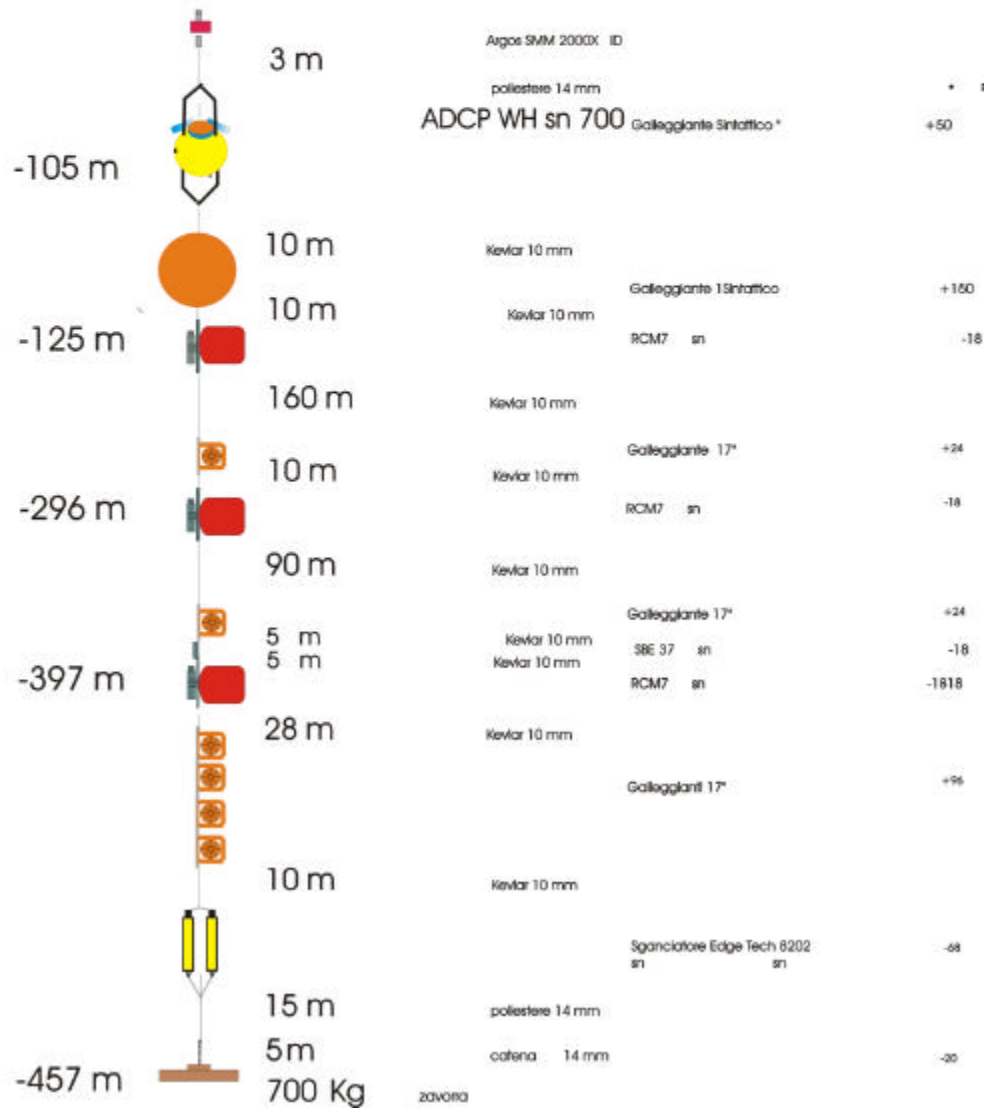 3 m Argos SMM 2000X ID
poliestere 14 mm *
ADCP WH sn 700 Galleggiante Sintattico * +50
-105 m
10 m Kevlar 10 mm
Galleggiante 1Sintattico
10 m Kevlar 10 mm
-125 m RCM7 sn -18
160 m Kevlar 10 mm
Galleggiante 17" +24
10 m Kevlar 10 mm
-296 m RCM7 sn -18
90 m Kevlar 10 mm
Galleggiante 17" +24
5 m Kevlar 10 mm
SBE 37 sn -18
5 m Kevlar 10 mm
-397 m RCM7 sn -1818
28 m Kevlar 10 mm
Galleggianti 17" +96
10 m Kevlar 10 mm
Sganciatore Edge Tech 8202 -68
sn sn
15 m poliestere 14 mm
5m catena 14 mm -20
-457 m
700 Kg zavorra